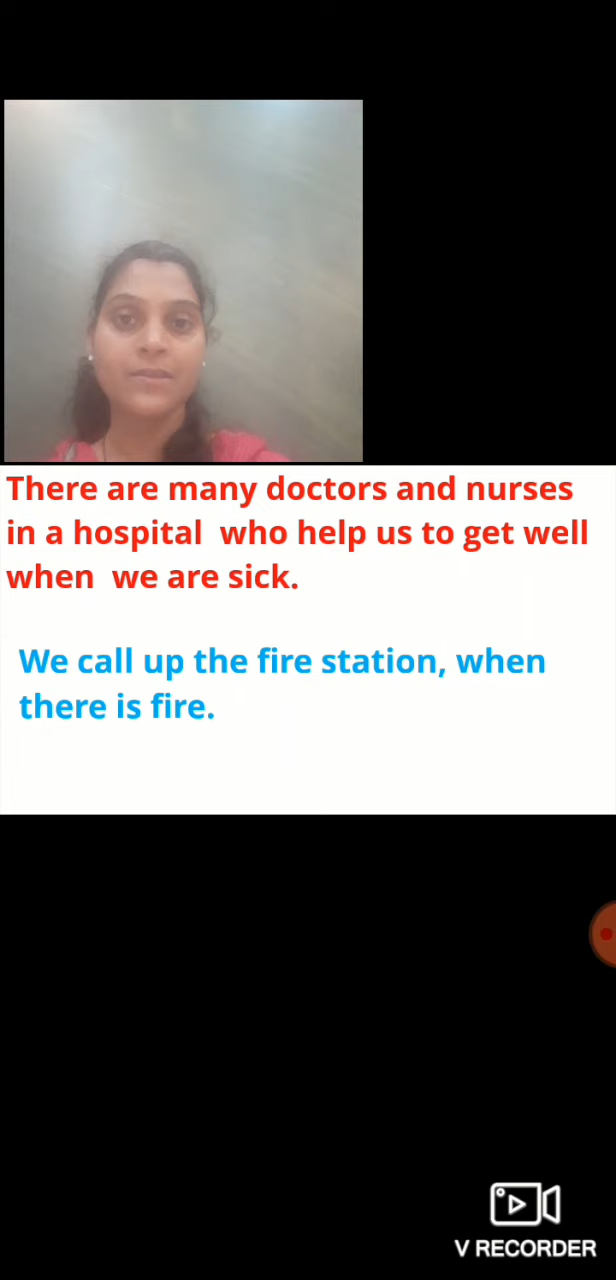 There are many doctors and nurses
in a hospital  who help us to get well
when  we are sick.
We call up the fire station, when
there is fire.
V RECORDER